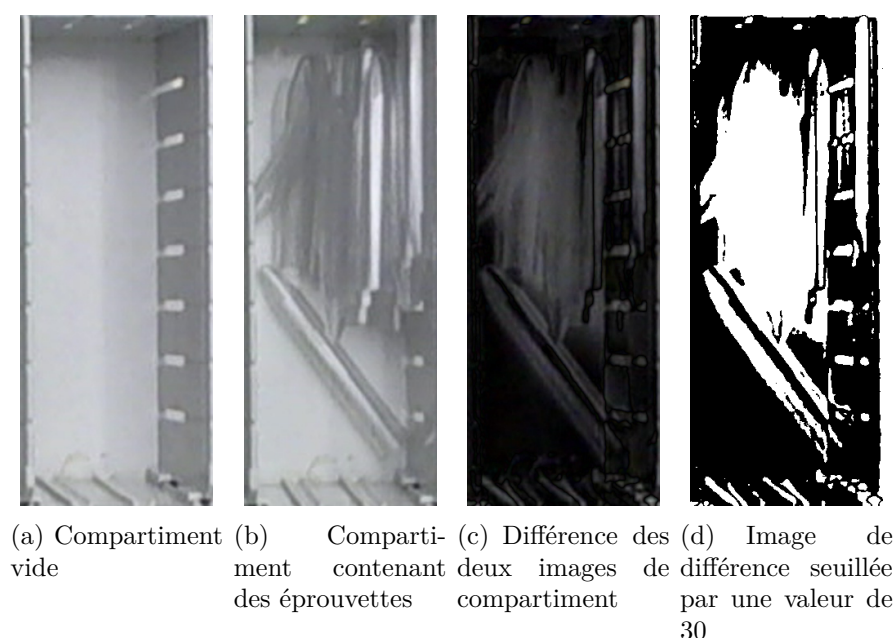 (a) Compartiment
vide
(b) Comparti-
ment contenant
des éprouvettes
(c) Différence des
deux images de
compartiment
(d) Image de
différence seuillée
par une valeur de
30